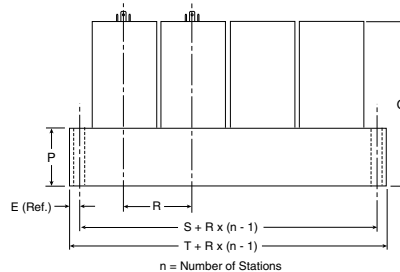 P
E (Ref.)
R
S + R x (n - 1)
T + R x (n - 1)
n = Number of Stations